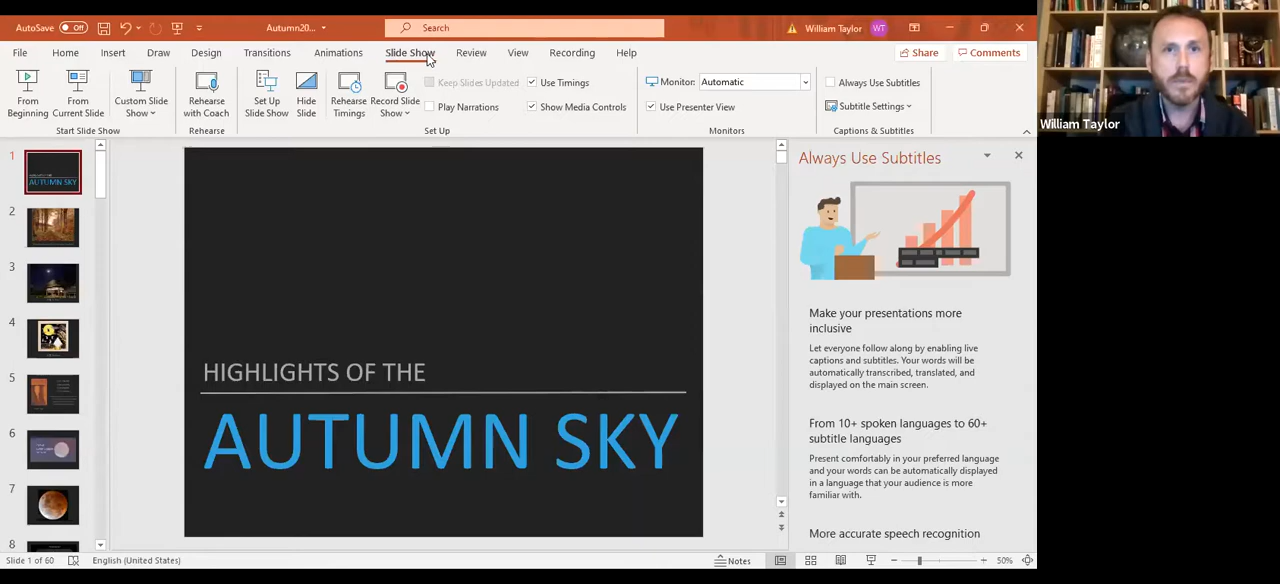 AutoSave Off Autumn20... Search William Taylor WT
File Home Insert Draw Design Transitions Animations Slide Show Review View Recording Help Share Comments
From Beginning
From Current Slide
Custom Slide Show
Start Slide Show
Rehearse with Coach
Rehearse
Set Up Slide Show
Hide Slide
Rehearse Timings
Record Slide Show
Keep Slides Updated
Use Timings
Play Narrations
Show Media Controls
Set Up
Monitor: Automatic
Use Presenter View
Monitors
Always Use Subtitles
Subtitle Settings
Captions & Subtitles
William Taylor
1
AUTUMN SKY
2
3
4
5
6
7
8
HIGHLIGHTS OF THE
AUTUMN SKY
Always Use Subtitles
Make your presentations more
inclusive
Let everyone follow along by enabling live
captions and subtitles. Your words will be
automatically transcribed, translated, and
displayed on the main screen.
From 10+ spoken languages to 60+
subtitle languages
Present comfortably in your preferred language
and your words can be automatically displayed
in a language that your audience is more
familiar with.
More accurate speech recognition
Slide 1 of 60 English (United States) Notes 50%